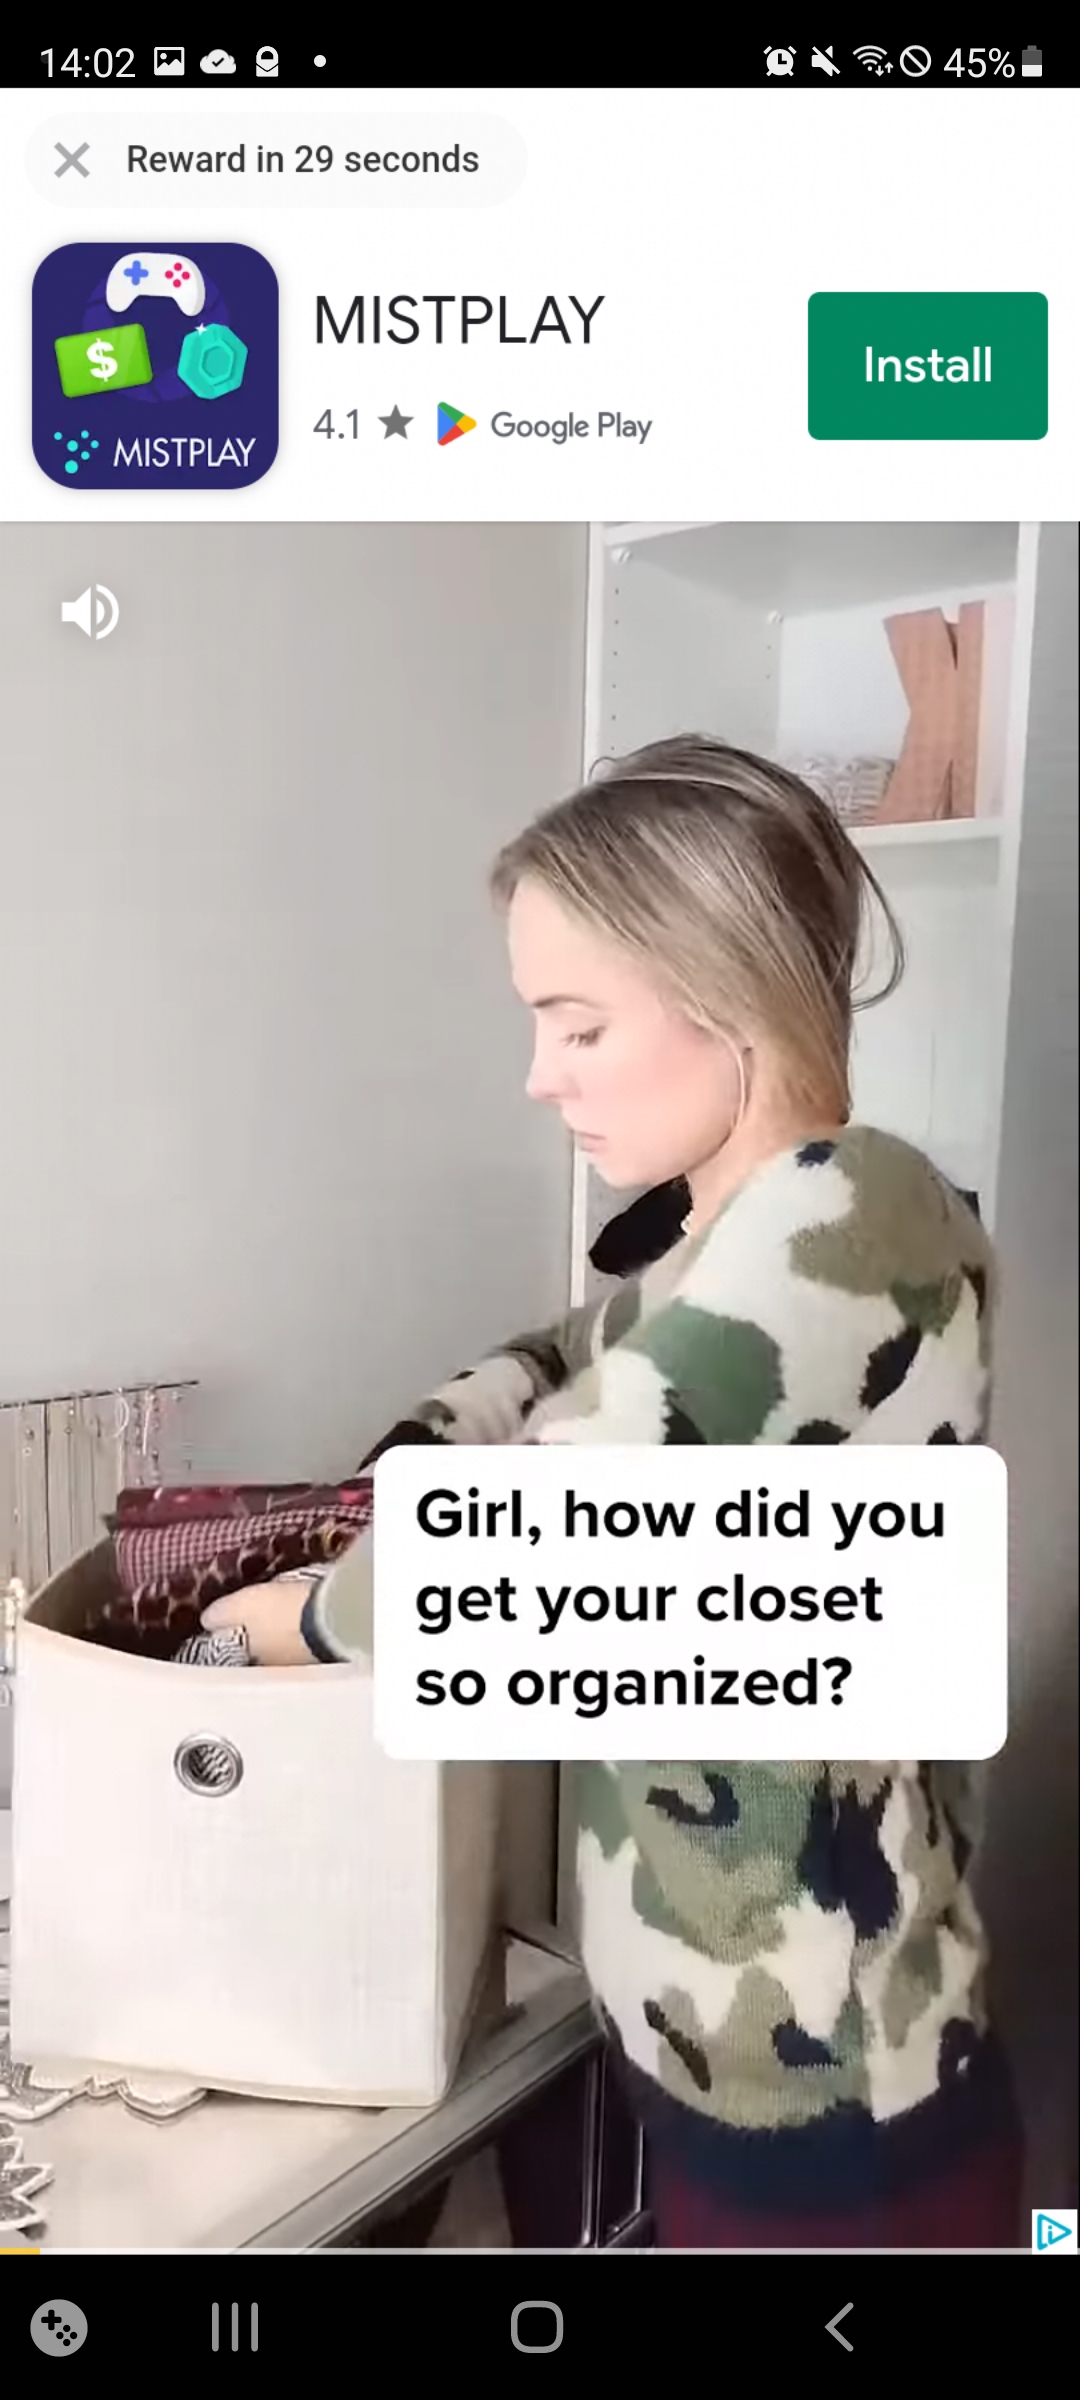 14:02
45%
Reward in 29 seconds
MISTPLAY
4.1 ★ Google Play
Install
$
MISTPLAY
Girl, how did you
get your closet
so organized?